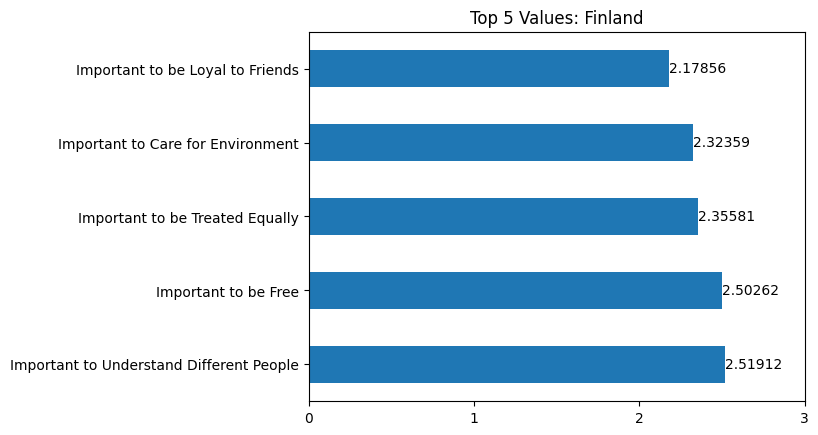 Top 5 Values: Finland
Important to be Loyal to Friends 2.17856
Important to Care for Environment 2.32359
Important to be Treated Equally 2.35581
Important to be Free 2.50262
Important to Understand Different People 2.51912
0 1 2 3